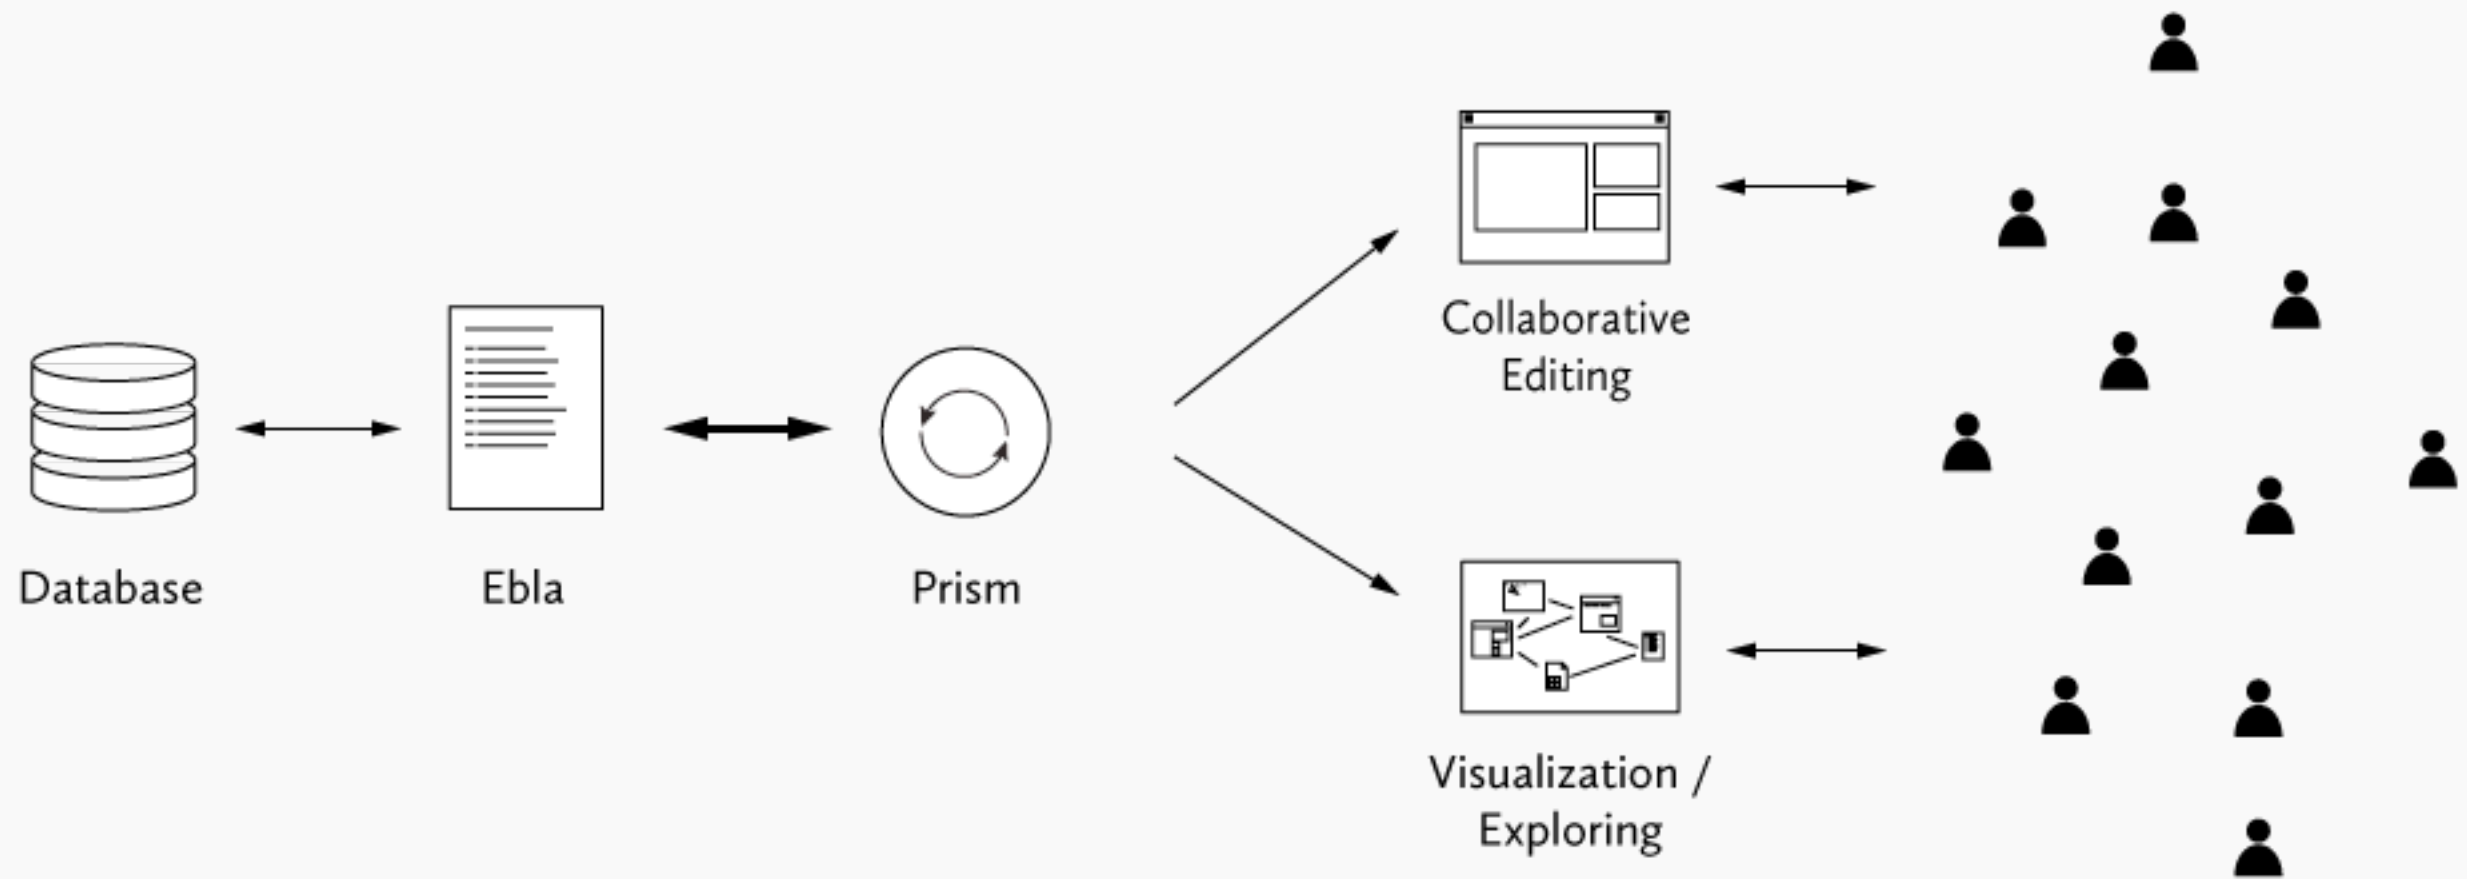 Database
Ebla
Prism
Collaborative
Editing
Visualization /
Exploring